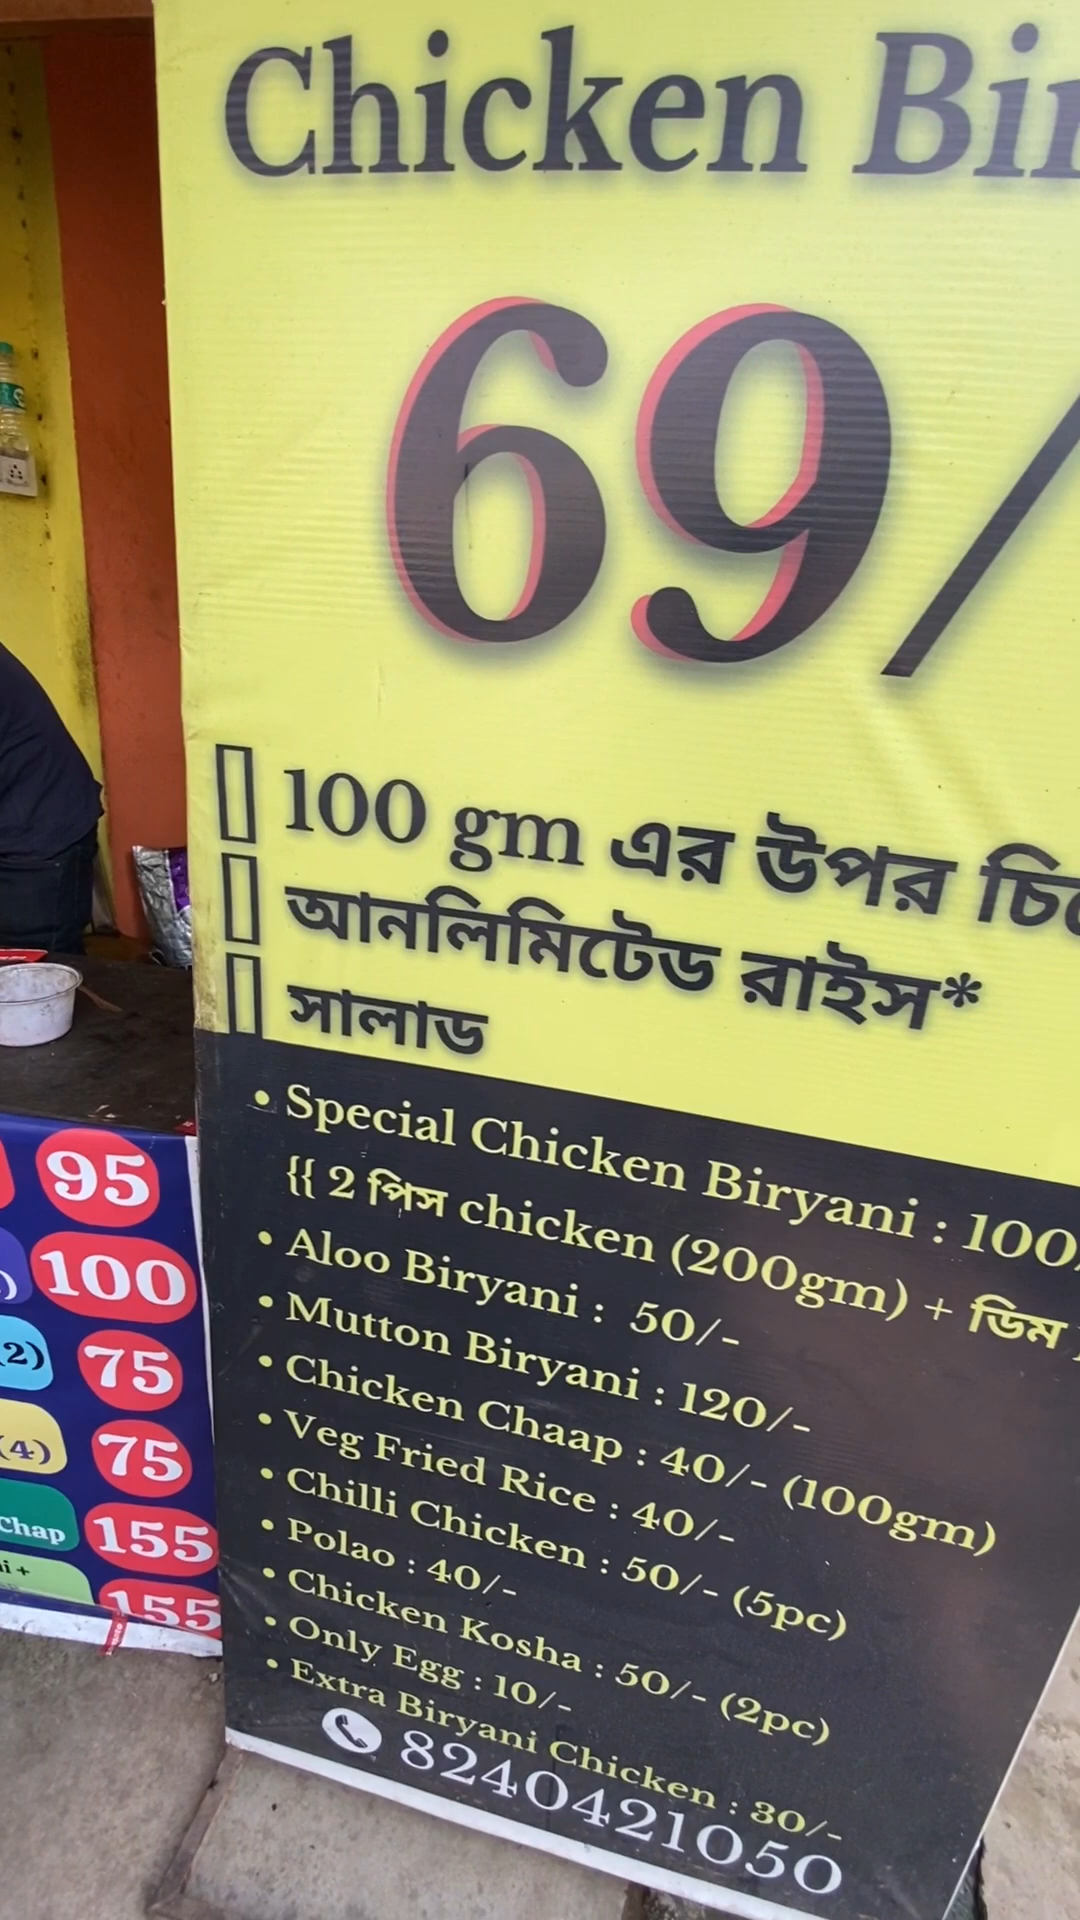 Chicken
69/
100 gm এর উপর
আনলিমিটেড রাইস*
সালাড
• Special Chicken Biryani : 100
{{ 2 পিস chicken (200gm) + ডিম
• Aloo Biryani : 50/-
• Mutton Biryani : 120/-
• Chicken Chaap : 40/- (100gm)
• Veg Fried Rice : 40/-
• Chilli Chicken : 50/- (5pc)
• Polao : 40/-
• Chicken Kosha : 50/- (2pc)
• Only Egg : 10/-
• Extra Biryani Chicken : 30/-
8240421050
95
100
(2) 75
(4) 75
Chap 155
155